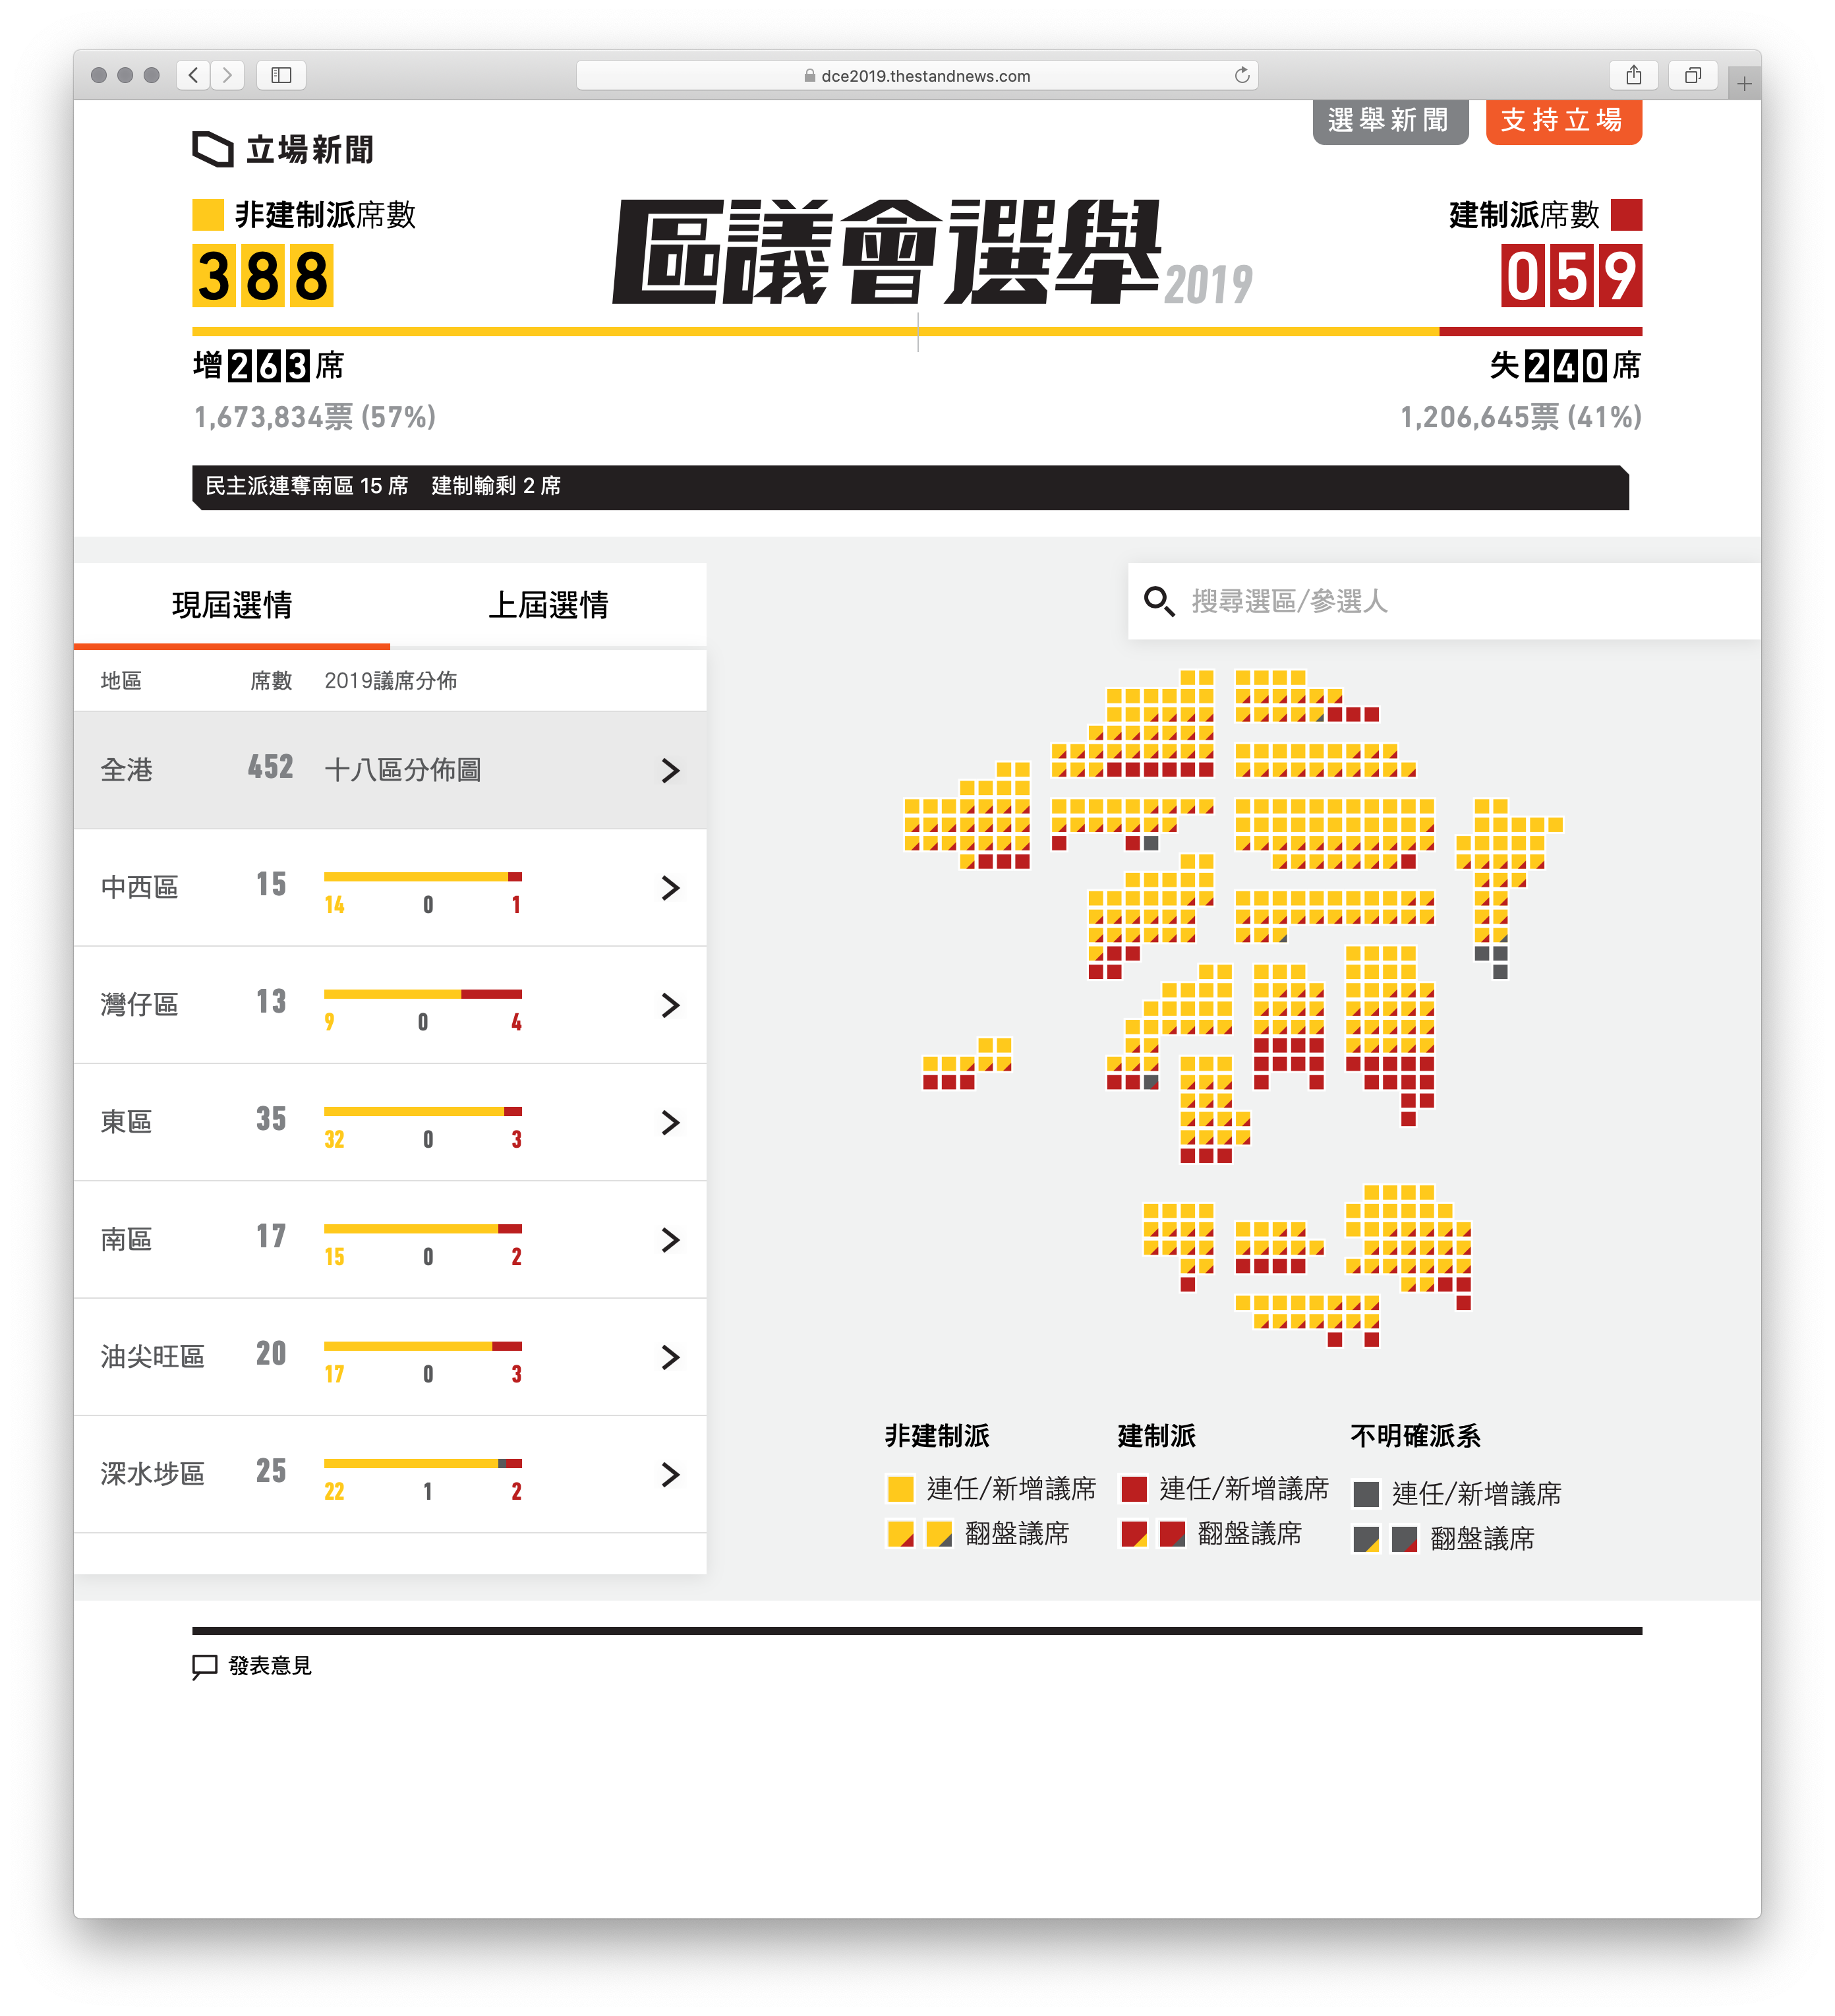 dce2019.thestandnews.com
選舉新聞 支持立場
立場新聞
非建制派席數
388
區議會選舉2019
建制派席數
059
增263席
失240席
1,673,834票 (57%)
1,206,645票 (41%)
民主派連奪南區 15 席 建制輸剩 2 席
現屆選情 上屆選情
搜尋選區/參選人
地區 席數 2019議席分佈
全港 452 十八區分佈圖
中西區 15
14 0 1
灣仔區 13
9 0 4
東區 35
32 0 3
南區 17
15 0 2
油尖旺區 20
17 0 3
深水埗區 25
22 1 2
非建制派 建制派 不明確派系
連任/新增議席 連任/新增議席 連任/新增議席
翻盤議席 翻盤議席 翻盤議席
發表意見